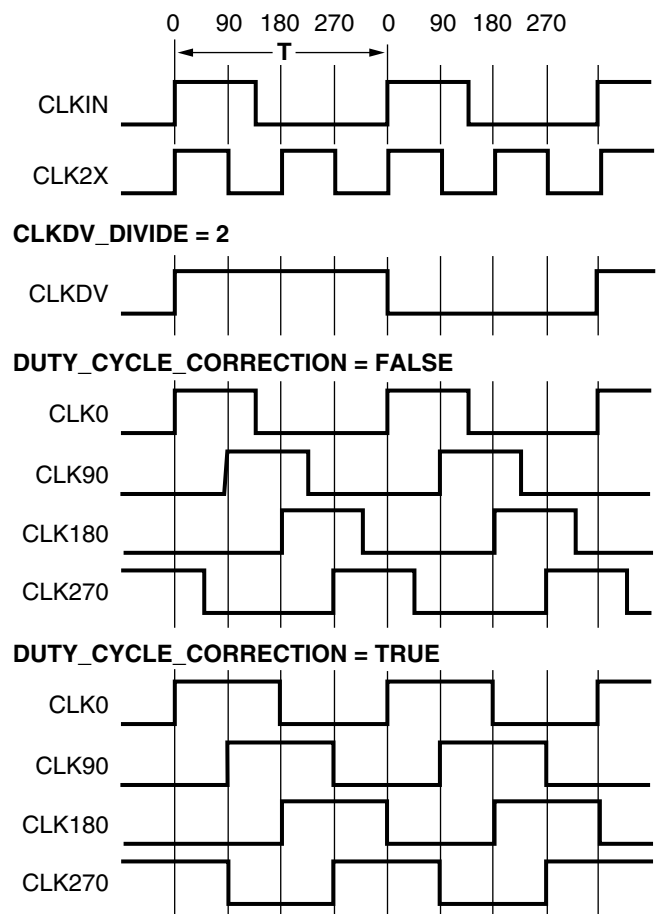 0 90 180 270 0 90 180 270
T
CLKIN
CLK2X
CLKDV_DIVIDE = 2
CLKDV
DUTY_CYCLE_CORRECTION = FALSE
CLK0
CLK90
CLK180
CLK270
DUTY_CYCLE_CORRECTION = TRUE
CLK0
CLK90
CLK180
CLK270